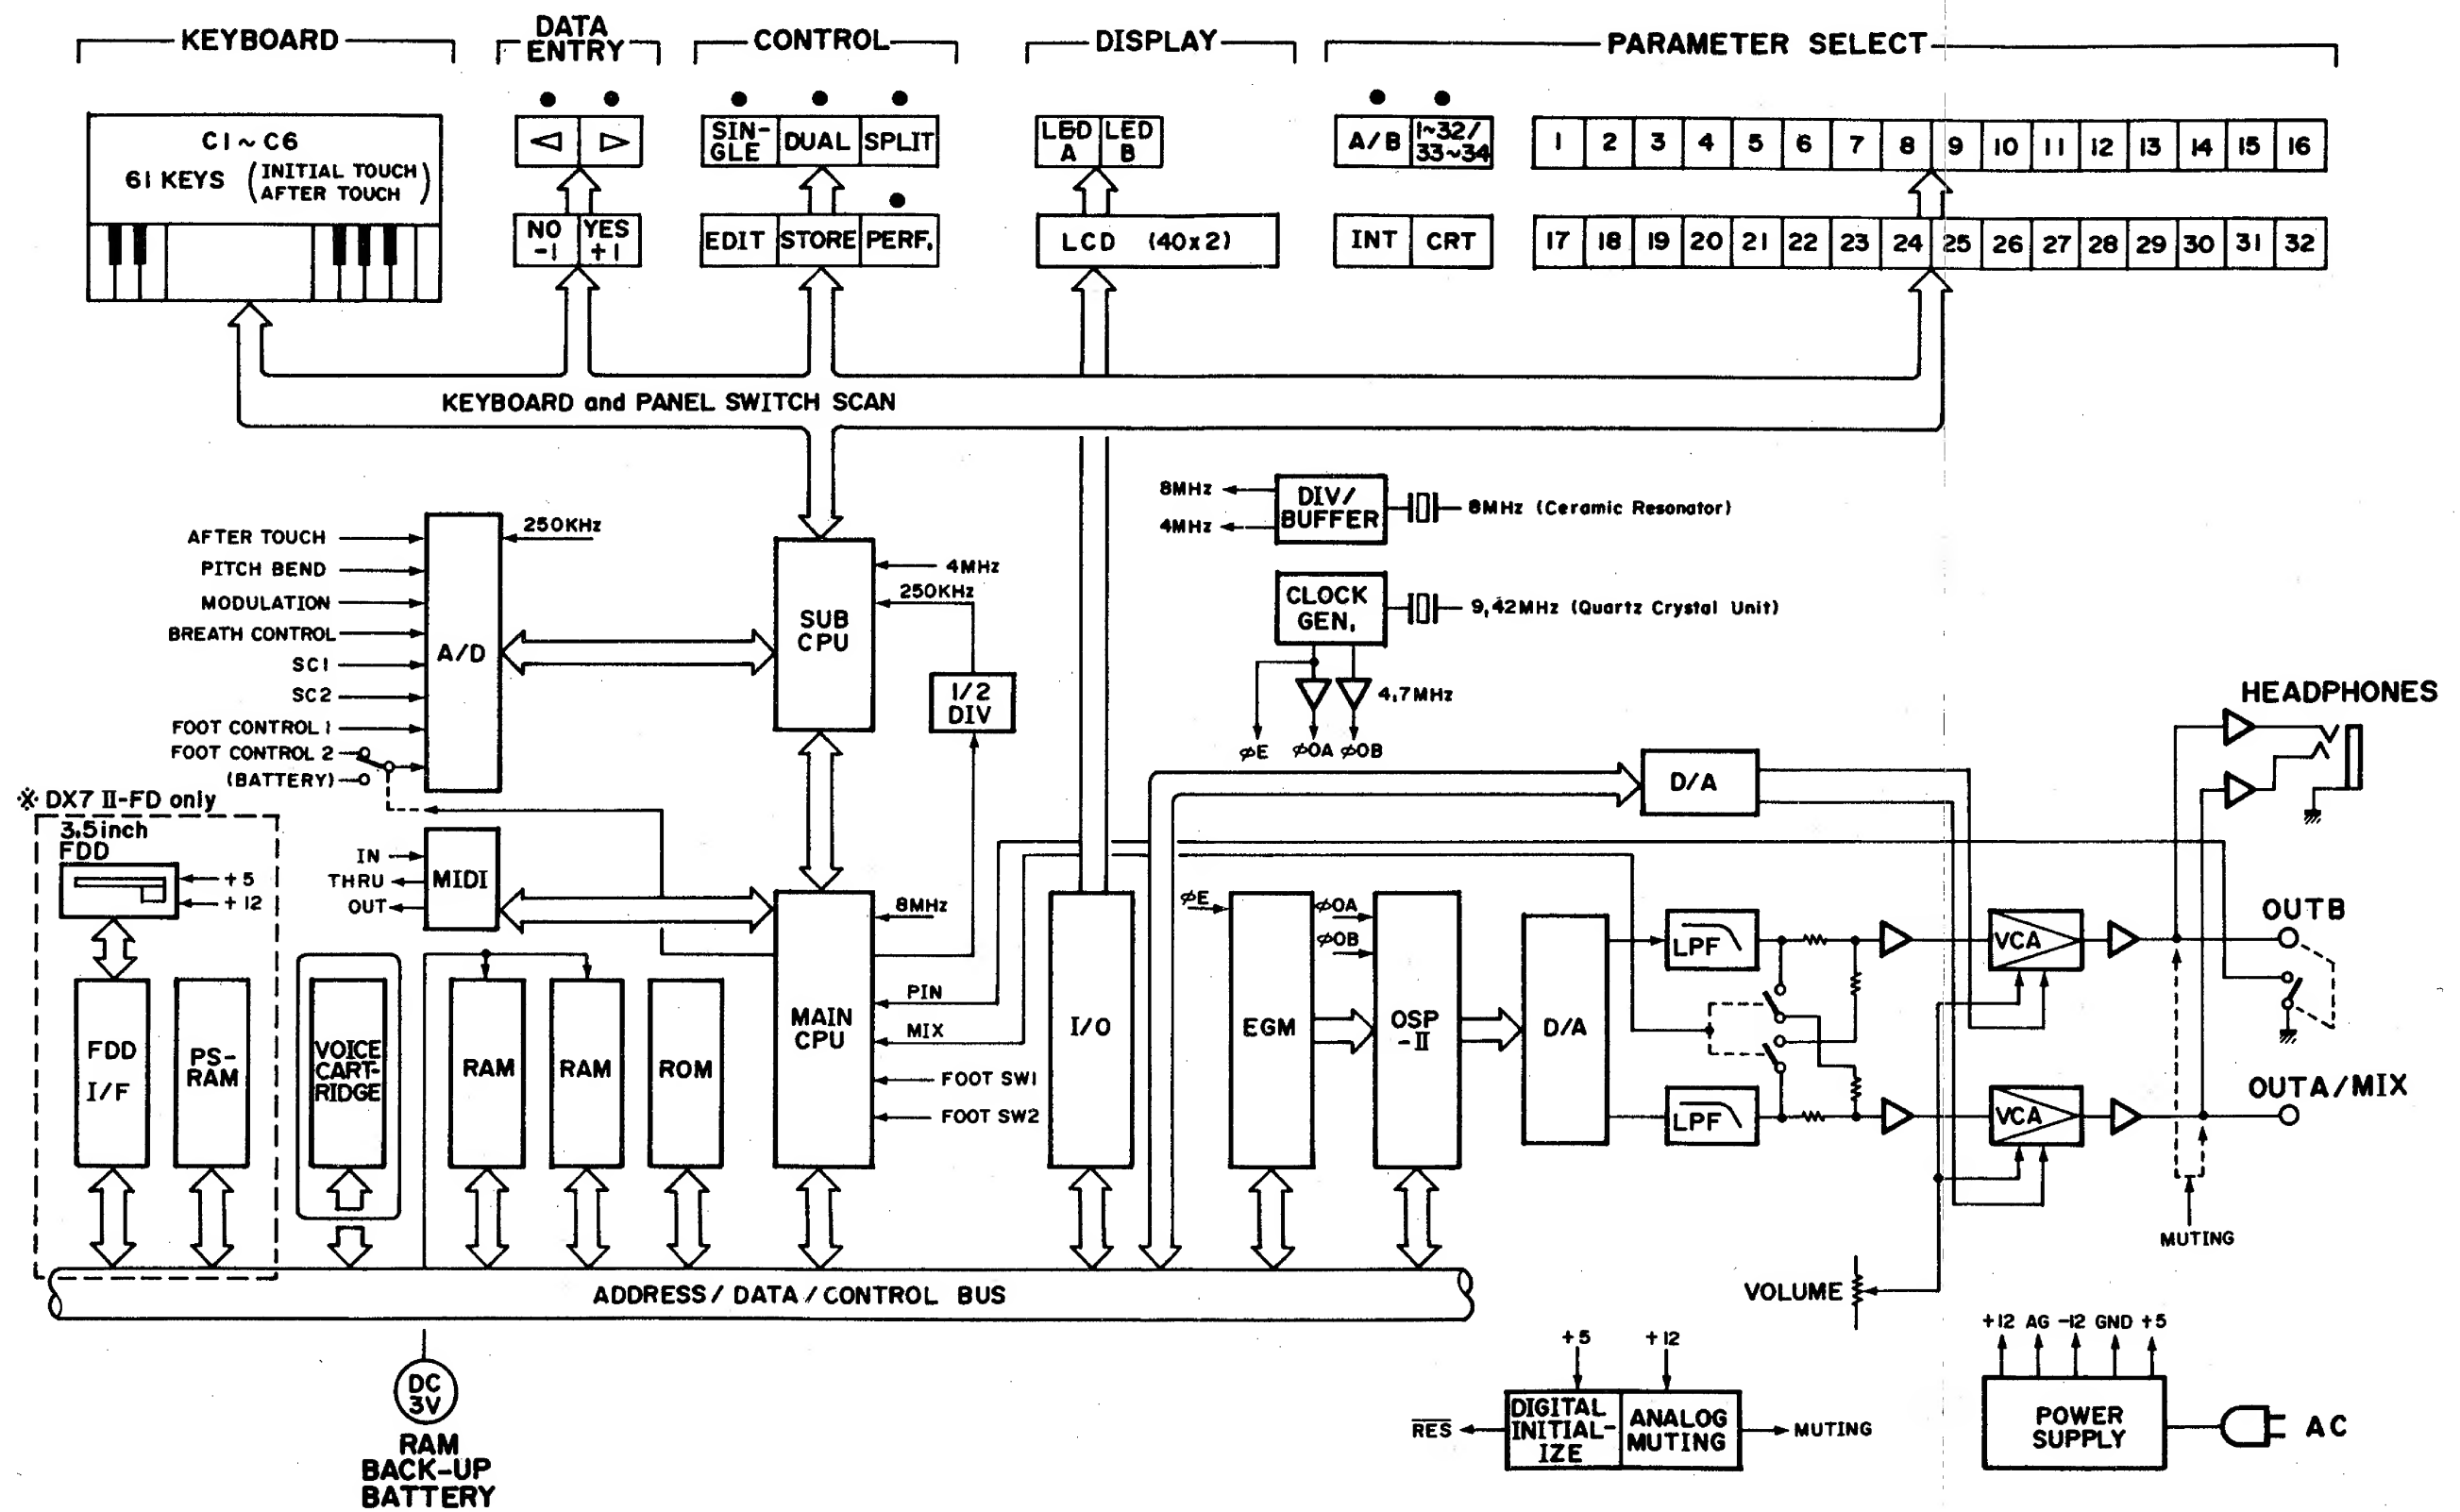 KEYBOARD
DATA
ENTRY
CONTROL
DISPLAY
PARAMETER SELECT
C1~C6
61 KEYS
(INITIAL TOUCH
AFTER TOUCH)
NO
-1
YES
+1
SIN-
GLE
DUAL
SPLIT
EDIT
STORE
PERF.
LED
A
LED
B
LCD (40x2)
A/B
1~32/
33~34
INT
CRT
1 2 3 4 5 6 7 8 9 10 11 12 13 14 15 16
17 18 19 20 21 22 23 24 25 26 27 28 29 30 31 32
KEYBOARD and PANEL SWITCH SCAN
AFTER TOUCH
PITCH BEND
MODULATION
BREATH CONTROL
SC1
SC2
FOOT CONTROL 1
FOOT CONTROL 2
(BATTERY)
A/D
250KHz
SUB
CPU
4MHz
250KHz
1/2
DIV
8MHz
4MHz
DIV/
BUFFER
8MHz (Ceramic Resonator)
CLOCK
GEN.
9,42MHz (Quartz Crystal Unit)
4.7MHz
øE
øOA
øOB
※ DX7 II-FD only
3.5inch
FDD
+5
+12
FDD
I/F
PS-
RAM
IN
THRU
OUT
MIDI
VOICE
CART-
RIDGE
RAM
RAM
ROM
MAIN
CPU
8MHz
PIN
MIX
FOOT SW1
FOOT SW2
I/O
øE
EGM
øOA
øOB
OSP
-II
D/A
D/A
LPF
LPF
VCA
VCA
HEADPHONES
OUTB
OUTA/MIX
MUTING
VOLUME
ADDRESS/DATA/CONTROL BUS
DC
3V
RAM
BACK-UP
BATTERY
+5
+12
RES
DIGITAL
INITIAL-
IZE
ANALOG
MUTING
MUTING
+12 AG -12 GND +5
POWER
SUPPLY
AC